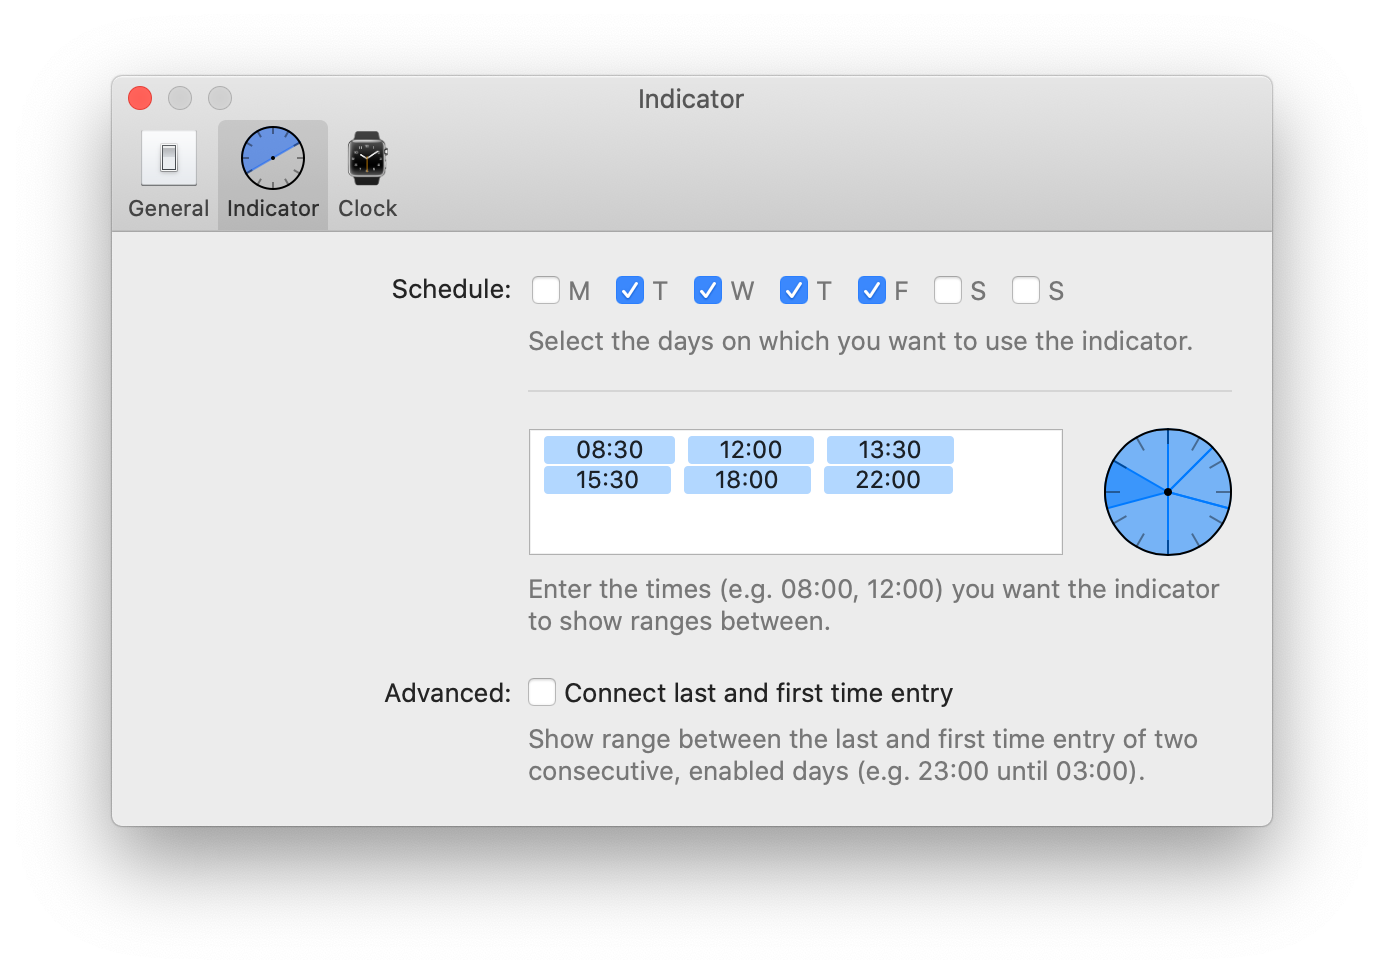 Indicator
General Indicator Clock
Schedule: M T W T F S S
Select the days on which you want to use the indicator.
08:30 12:00 13:30
15:30 18:00 22:00
Enter the times (e.g. 08:00, 12:00) you want the indicator
to show ranges between.
Advanced: Connect last and first time entry
Show range between the last and first time entry of two
consecutive, enabled days (e.g. 23:00 until 03:00).